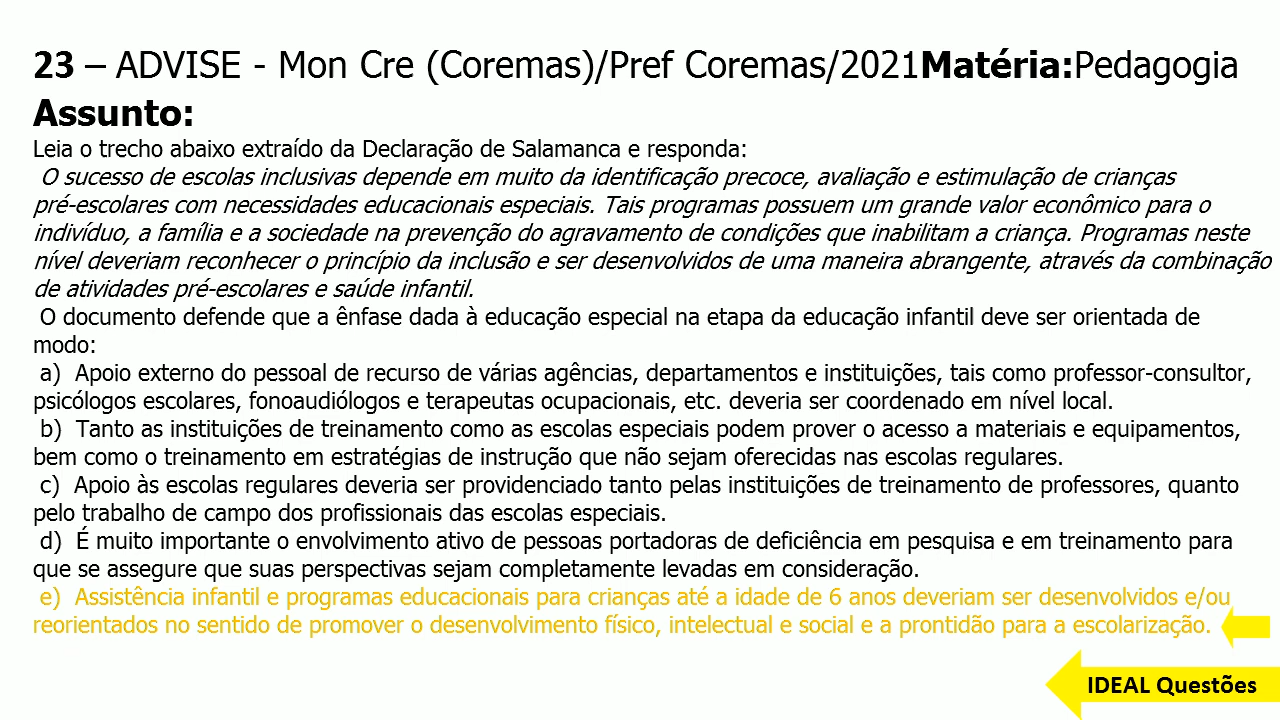 23 – ADVISE - Mon Cre (Coremas)/Pref Coremas/2021Matéria:Pedagogia
Assunto:
Leia o trecho abaixo extraído da Declaração de Salamanca e responda:
O sucesso de escolas inclusivas depende em muito da identificação precoce, avaliação e estimulação de crianças
pré-escolares com necessidades educacionais especiais. Tais programas possuem um grande valor econômico para o
indivíduo, a família e a sociedade na prevenção do agravamento de condições que inabilitam a criança. Programas neste
nível deveriam reconhecer o princípio da inclusão e ser desenvolvidos de uma maneira abrangente, através da combinação
de atividades pré-escolares e saúde infantil.
O documento defende que a ênfase dada à educação especial na etapa da educação infantil deve ser orientada de
modo:
a) Apoio externo do pessoal de recurso de várias agências, departamentos e instituições, tais como professor-consultor,
psicólogos escolares, fonoaudiólogos e terapeutas ocupacionais, etc. deveria ser coordenado em nível local.
b) Tanto as instituições de treinamento como as escolas especiais podem prover o acesso a materiais e equipamentos,
bem como o treinamento em estratégias de instrução que não sejam oferecidas nas escolas regulares.
c) Apoio às escolas regulares deveria ser providenciado tanto pelas instituições de treinamento de professores, quanto
pelo trabalho de campo dos profissionais das escolas especiais.
d) É muito importante o envolvimento ativo de pessoas portadoras de deficiência em pesquisa e em treinamento para
que se assegure que suas perspectivas sejam completamente levadas em consideração.
e) Assistência infantil e programas educacionais para crianças até a idade de 6 anos deveriam ser desenvolvidos e/ou
reorientados no sentido de promover o desenvolvimento físico, intelectual e social e a prontidão para a escolarização.
IDEAL Questões